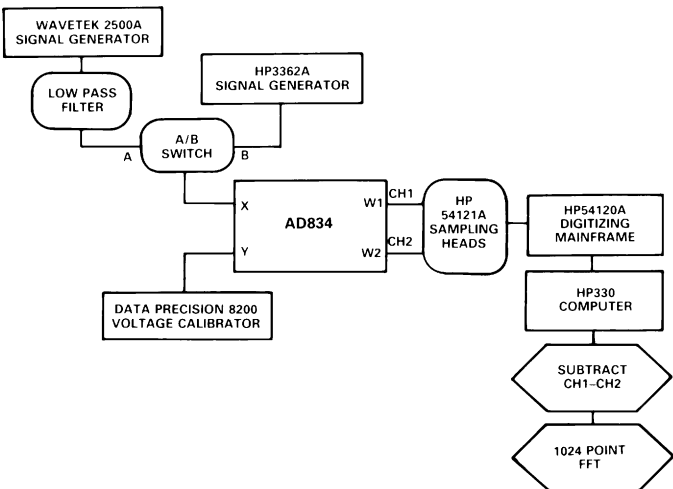 WAVETEK 2500A
SIGNAL GENERATOR
LOW PASS
FILTER
HP3362A
SIGNAL GENERATOR
A/B
SWITCH
A
B
X
Y
AD834
W1
W2
CH1
CH2
HP
54121A
SAMPLING
HEADS
HP54120A
DIGITIZING
MAINFRAME
DATA PRECISION 8200
VOLTAGE CALIBRATOR
HP330
COMPUTER
SUBTRACT
CH1–CH2
1024 POINT
FFT